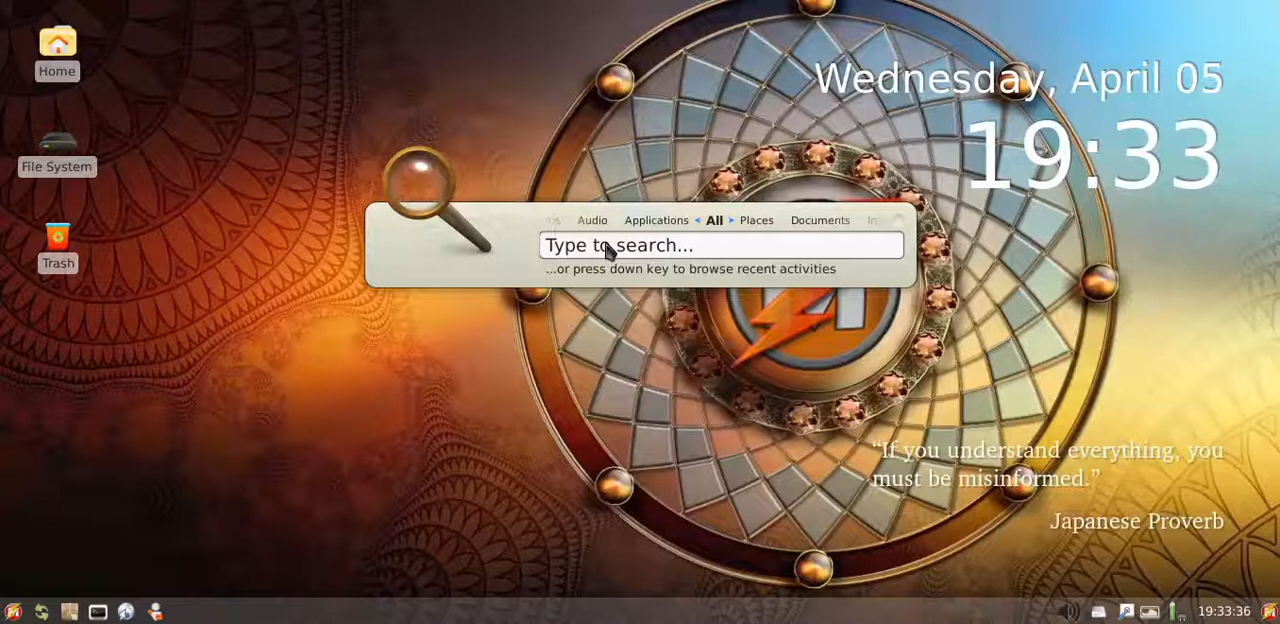 Home
File System
Trash
Wednesday, April 05
19:33
Audio Applications All Places Documents
Type to search...
...or press down key to browse recent activities
“If you understand everything, you
must be misinformed.”
Japanese Proverb
19:33:36